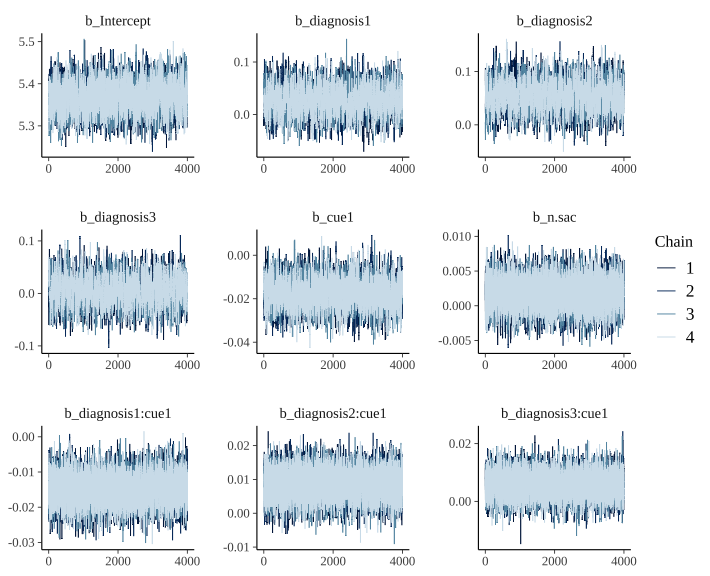 b_Intercept
b_diagnosis1
b_diagnosis2
5.5
5.4
5.3
0.1
0.0
0.1
0.0
0 2000 4000
0 2000 4000
0 2000 4000
b_diagnosis3
b_cue1
b_n.sac
0.1
0.0
-0.1
0.00
-0.02
-0.04
0.010
0.005
0.000
-0.005
0 2000 4000
0 2000 4000
0 2000 4000
Chain
1
2
3
4
b_diagnosis1:cue1
b_diagnosis2:cue1
b_diagnosis3:cue1
0.00
-0.01
-0.02
-0.03
0.02
0.01
0.00
-0.01
0.02
0.00
0 2000 4000
0 2000 4000
0 2000 4000